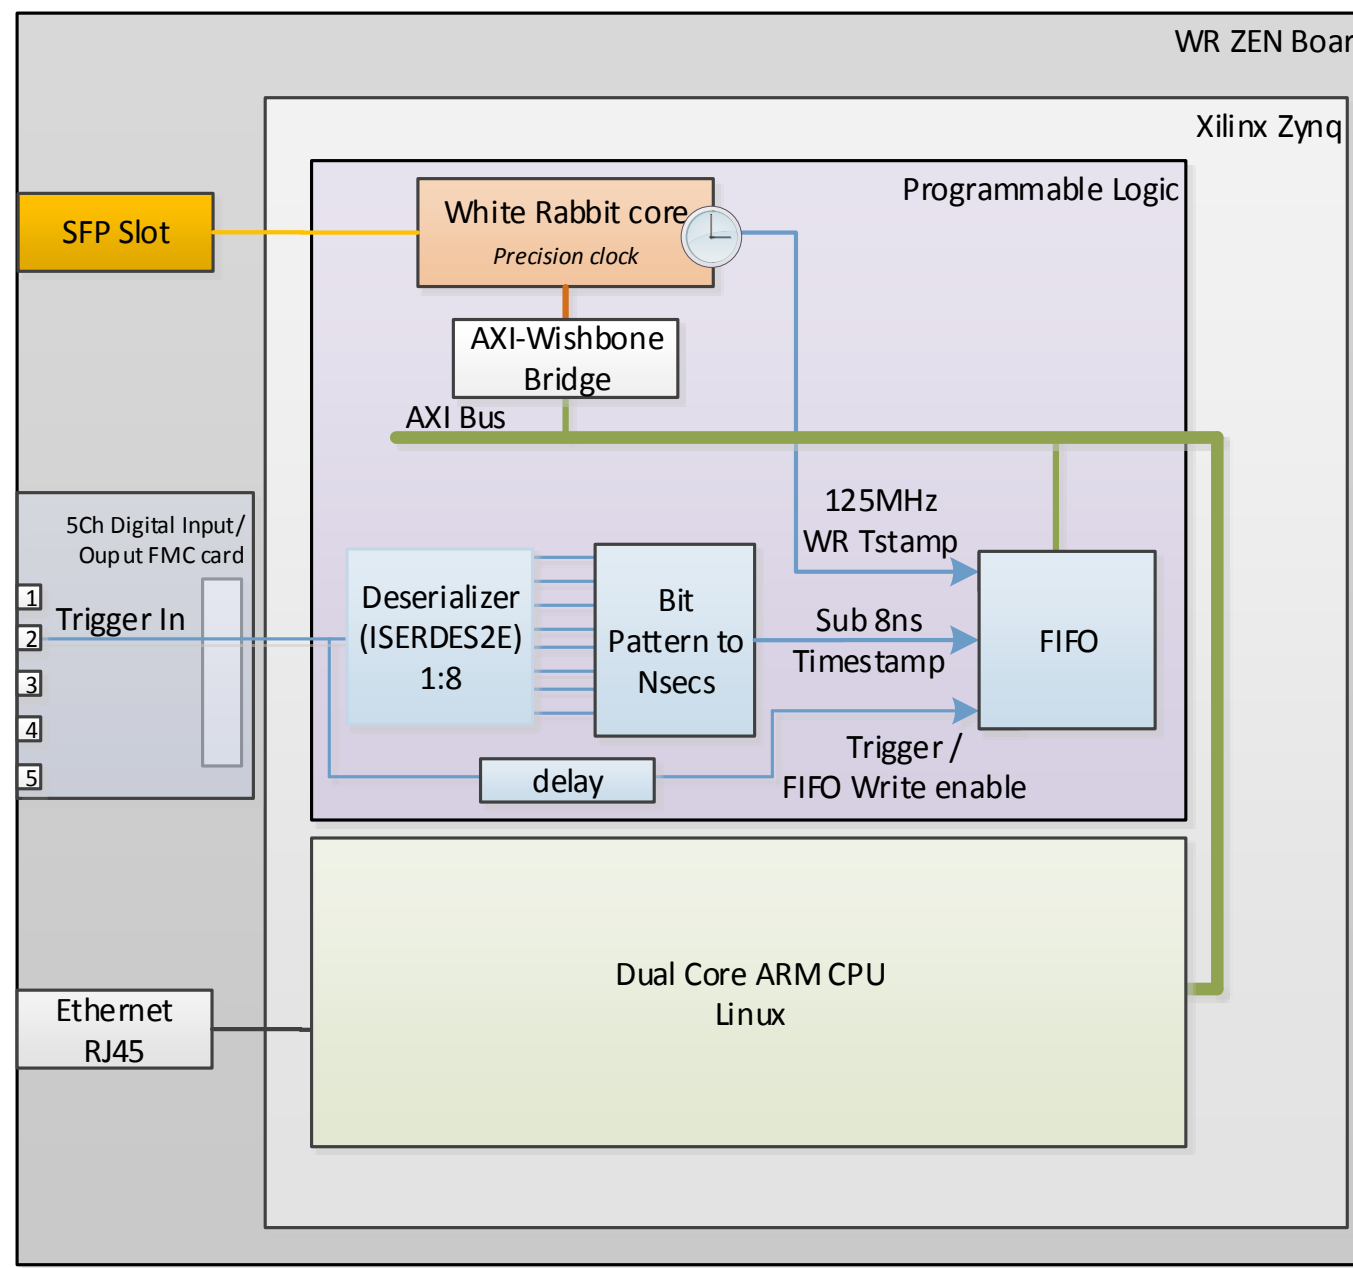 WR ZEN Boar
Xilinx Zynq
Programmable Logic
SFP Slot
White Rabbit core
Precision clock
AXI-Wishbone
Bridge
AXI Bus
125MHz
WR Tstamp
5Ch Digital Input/
Ouput FMC card
1
Trigger In
2
3
4
5
Deserializer
(ISERDES2E)
1:8
Bit
Pattern to
Nsecs
Sub 8ns
Timestamp
FIFO
Trigger /
FIFO Write enable
delay
Dual Core ARM CPU
Linux
Ethernet
RJ45